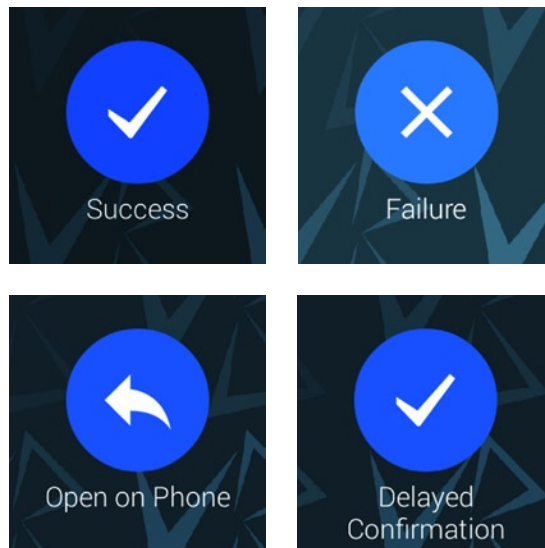 Success
Failure
Open on Phone
Delayed
Confirmation